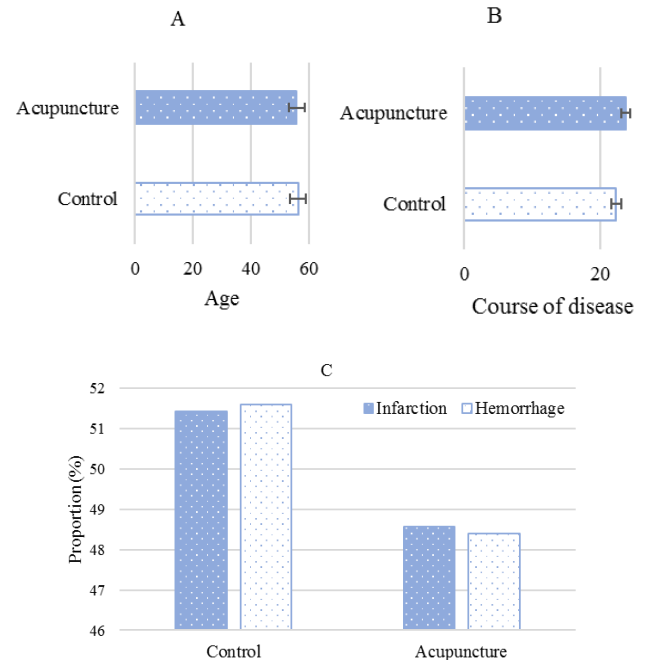 A
Acupuncture
Control
0 20 40 60
Age
B
Acupuncture
Control
0 20
Course of disease
C
Infarction Hemorrhage
Proportion (%)
52
51
50
49
48
47
46
Control Acupuncture